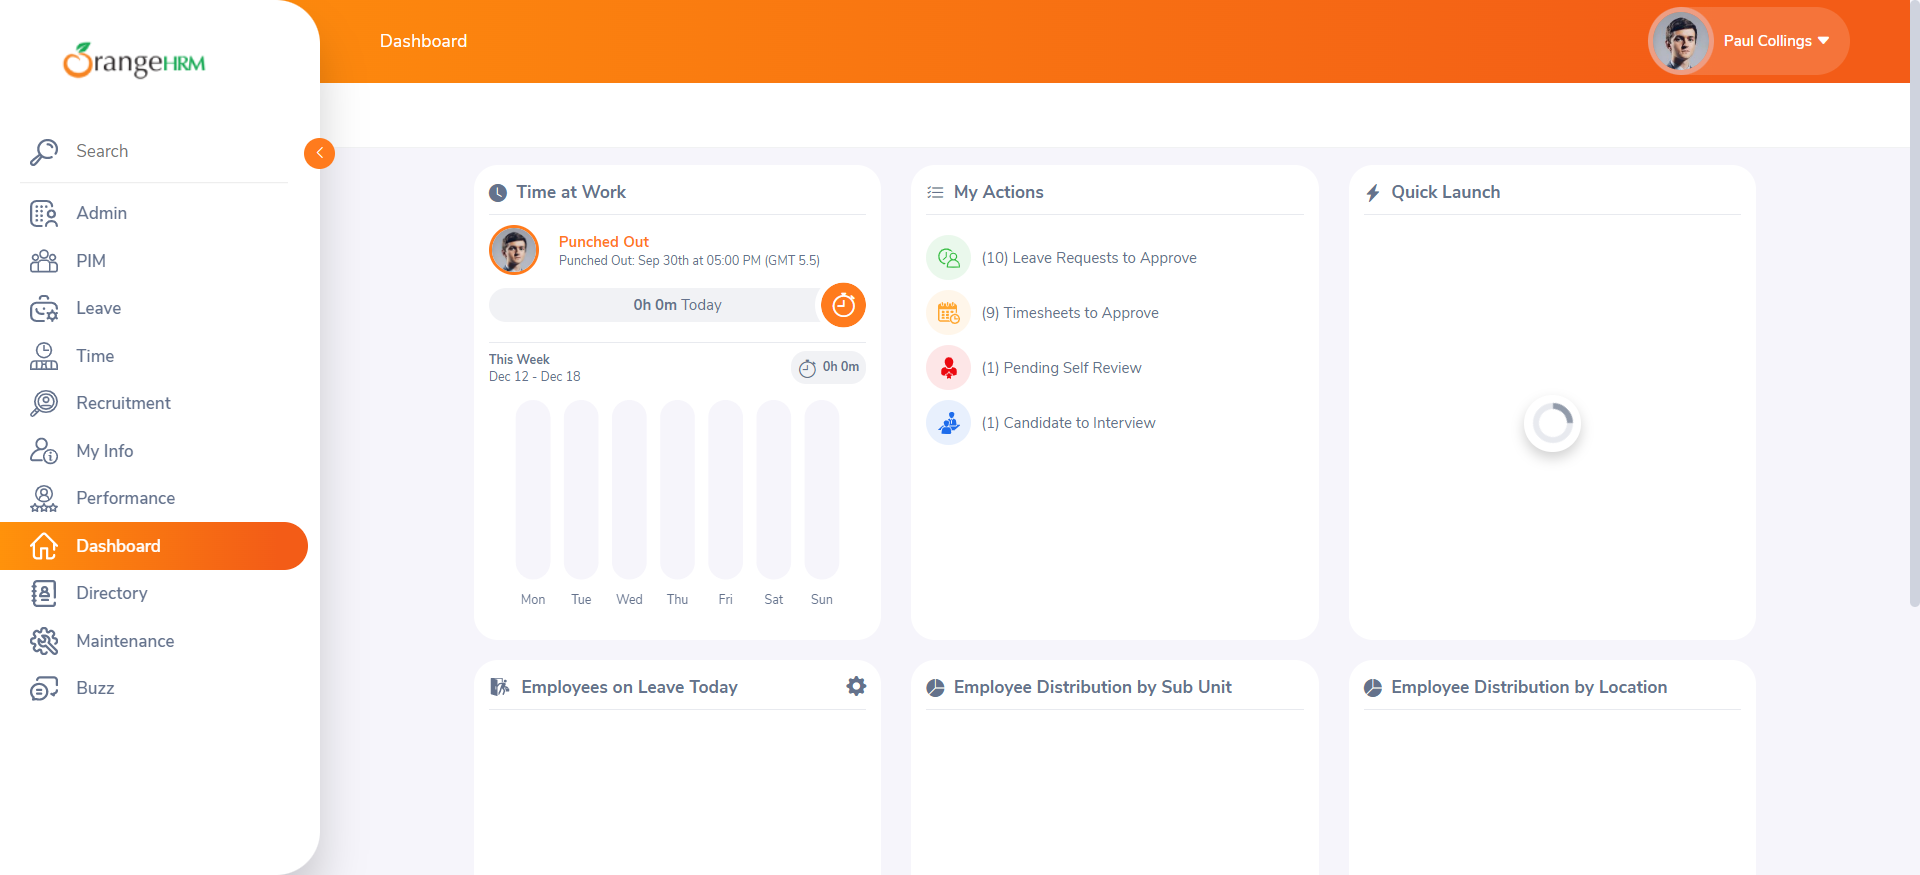 OrangeHRM
Dashboard
Paul Collings
Search
Admin
PIM
Leave
Time
Recruitment
My Info
Performance
Dashboard
Directory
Maintenance
Buzz
Time at Work
Punched Out
Punched Out: Sep 30th at 05:00 PM (GMT 5.5)
0h 0m Today
This Week
Dec 12 - Dec 18
0h 0m
Mon Tue Wed Thu Fri Sat Sun
My Actions
(10) Leave Requests to Approve
(9) Timesheets to Approve
(1) Pending Self Review
(1) Candidate to Interview
Quick Launch
Employees on Leave Today
Employee Distribution by Sub Unit
Employee Distribution by Location